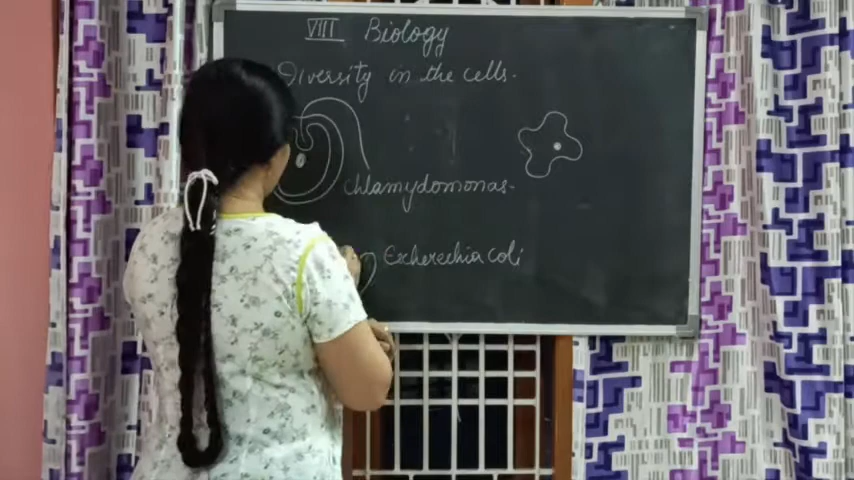 VIII Biology
Diversity in the cells.
Chlamydomonas.
Escherechia coli